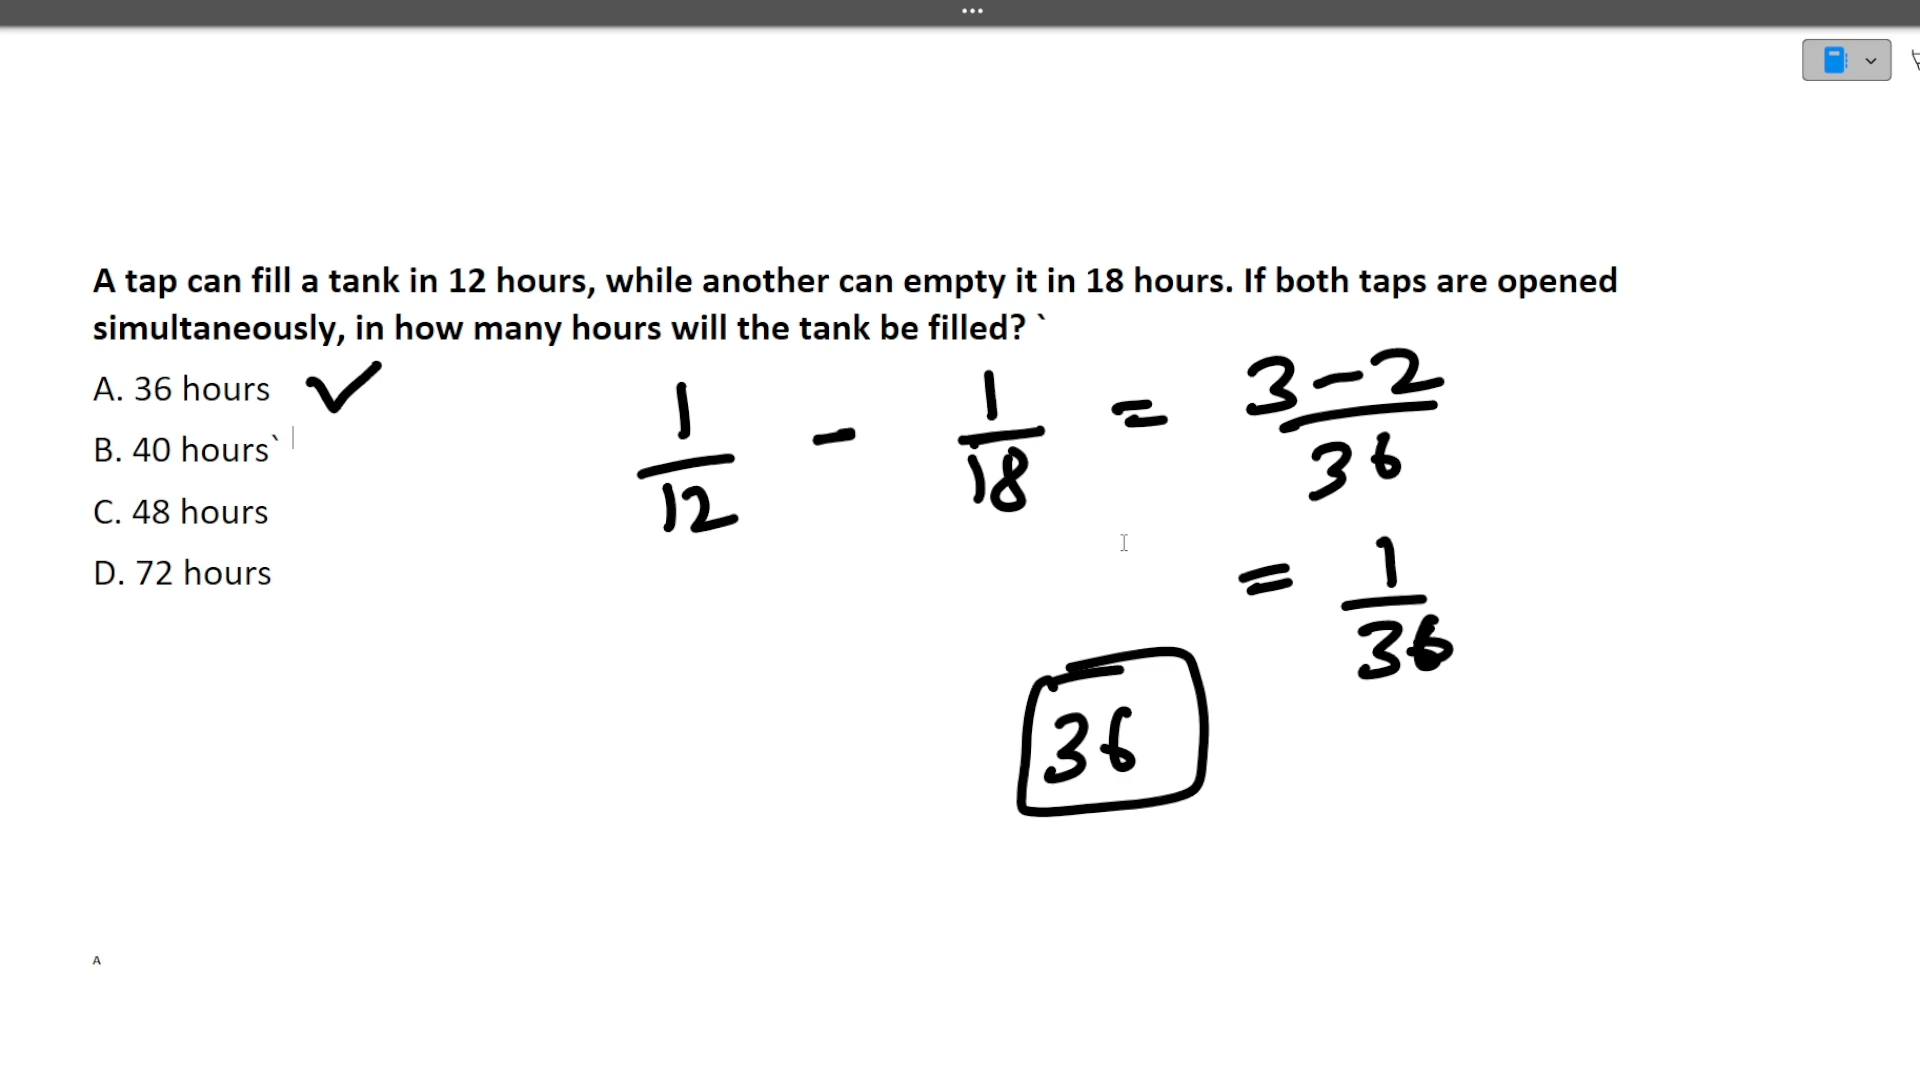 A tap can fill a tank in 12 hours, while another can empty it in 18 hours. If both taps are opened
simultaneously, in how many hours will the tank be filled? `
A. 36 hours ✓
B. 40 hours`
C. 48 hours
D. 72 hours
1/12 - 1/18 = 3-2/36
= 1/36
36
A